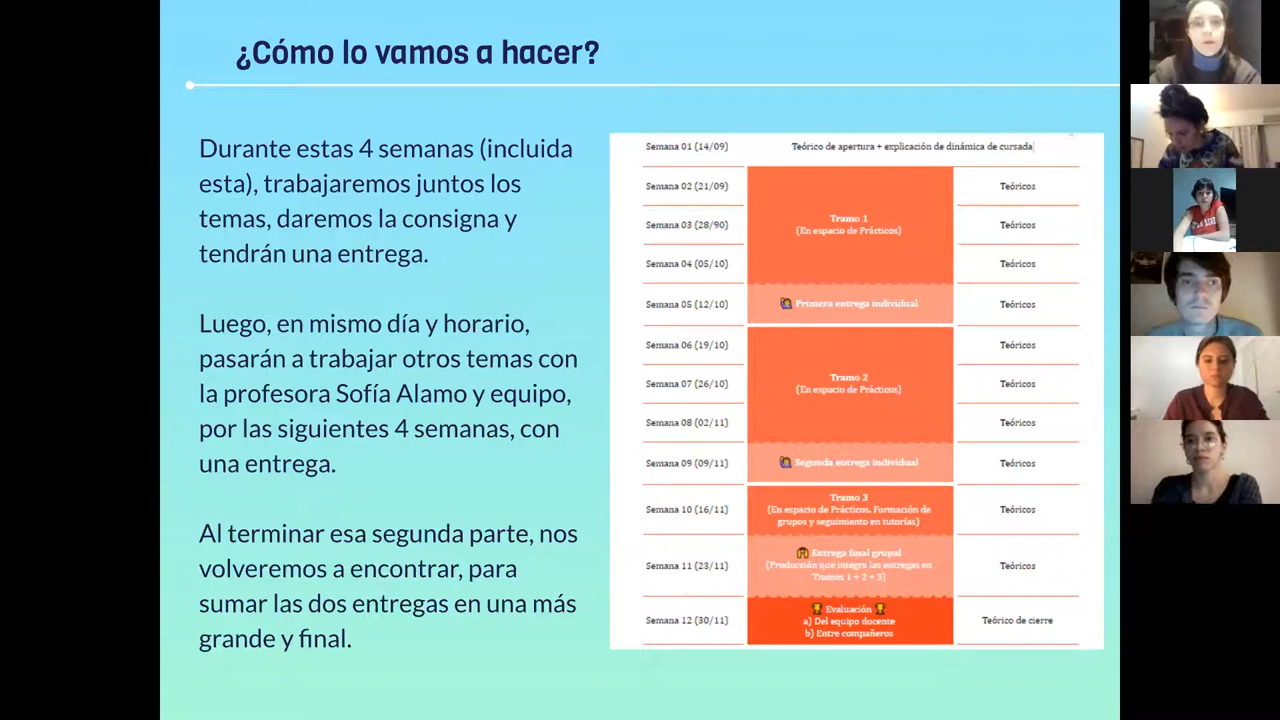 ¿Cómo lo vamos a hacer?
Durante estas 4 semanas (incluida
esta), trabajaremos juntos los
temas, daremos la consigna y
tendrán una entrega.
Luego, en mismo día y horario,
pasarán a trabajar otros temas con
la profesora Sofía Alamo y equipo,
por las siguientes 4 semanas, con
una entrega.
Al terminar esa segunda parte, nos
volveremos a encontrar, para
sumar las dos entregas en una más
grande y final.
Semana 01 (14/09) Teórico de apertura + explicación de dinámica de cursada
Semana 02 (21/09) Teóricos
Tramo 1
Semana 03 (28/90) (En espacio de Prácticos) Teóricos
Semana 04 (05/10) Teóricos
Semana 05 (12/10) Primera entrega individual Teóricos
Semana 06 (19/10) Teóricos
Tramo 2
Semana 07 (26/10) (En espacio de Prácticos) Teóricos
Semana 08 (02/11) Teóricos
Semana 09 (09/11) Segunda entrega individual Teóricos
Tramo 3
Semana 10 (16/11) (En espacio de Prácticos. Formación de Teóricos
grupos y seguimiento en tutorías)
Entrega final grupal
Semana 11 (23/11) (Producción que integra las entregas en Teóricos
Tramos 1 + 2 + 3)
Evaluación
Semana 12 (30/11) a) Del equipo docente Teórico de cierre
b) Entre compañeros